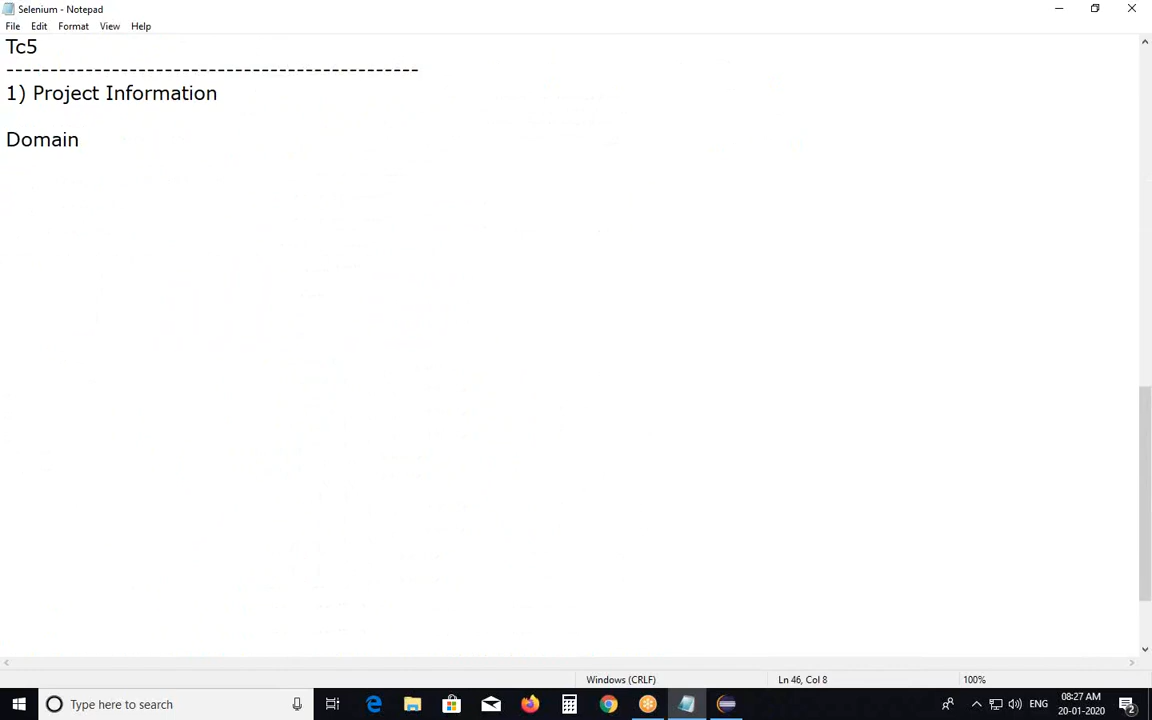 Selenium - Notepad
File Edit Format View Help
Tc5
-----------------------------------------------
1) Project Information
Domain
Windows (CRLF) Ln 46, Col 8 100%
Type here to search
ENG
08:27 AM
20-01-2020
2